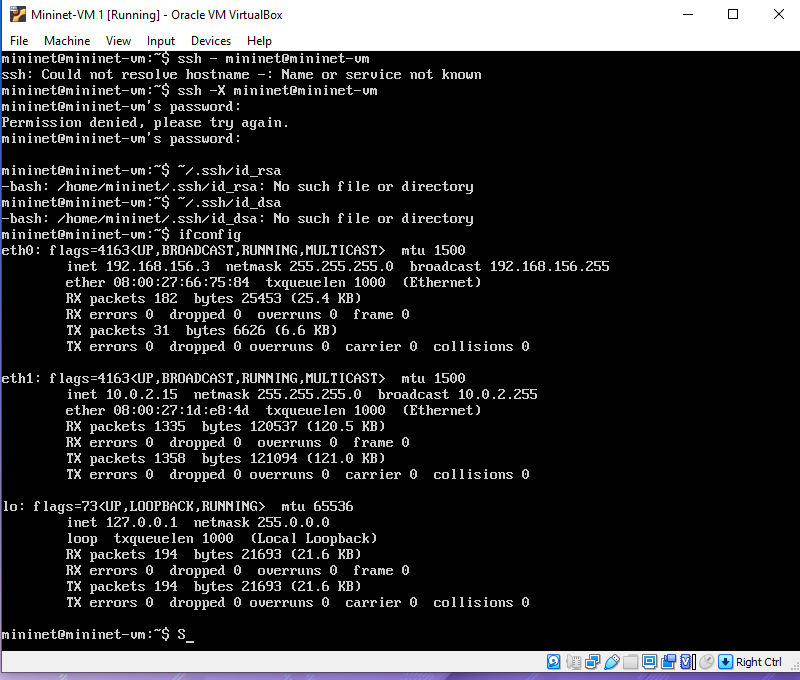 Mininet-VM 1 [Running] - Oracle VM VirtualBox
File Machine View Input Devices Help
mininet@mininet-vm:~$ ssh - mininet@mininet-vm
ssh: Could not resolve hostname -: Name or service not known
mininet@mininet-vm:~$ ssh -X mininet@mininet-vm
mininet@mininet-vm's password:
Permission denied, please try again.
mininet@mininet-vm's password:
mininet@mininet-vm:~$ ~/.ssh/id_rsa
-bash: /home/mininet/.ssh/id_rsa: No such file or directory
mininet@mininet-vm:~$ ~/.ssh/id_dsa
-bash: /home/mininet/.ssh/id_dsa: No such file or directory
mininet@mininet-vm:~$ ifconfig
eth0: flags=4163<UP,BROADCAST,RUNNING,MULTICAST>  mtu 1500
        inet 192.168.156.3  netmask 255.255.255.0  broadcast 192.168.156.255
        ether 08:00:27:66:75:84  txqueuelen 1000  (Ethernet)
        RX packets 182  bytes 25453 (25.4 KB)
        RX errors 0  dropped 0  overruns 0  frame 0
        TX packets 31  bytes 6626 (6.6 KB)
        TX errors 0  dropped 0 overruns 0  carrier 0  collisions 0
eth1: flags=4163<UP,BROADCAST,RUNNING,MULTICAST>  mtu 1500
        inet 10.0.2.15  netmask 255.255.255.0  broadcast 10.0.2.255
        ether 08:00:27:1d:e8:4d  txqueuelen 1000  (Ethernet)
        RX packets 1335  bytes 120537 (120.5 KB)
        RX errors 0  dropped 0  overruns 0  frame 0
        TX packets 1358  bytes 121094 (121.0 KB)
        TX errors 0  dropped 0 overruns 0  carrier 0  collisions 0
lo: flags=73<UP,LOOPBACK,RUNNING>  mtu 65536
        inet 127.0.0.1  netmask 255.0.0.0
        loop  txqueuelen 1000  (Local Loopback)
        RX packets 194  bytes 21693 (21.6 KB)
        RX errors 0  dropped 0  overruns 0  frame 0
        TX packets 194  bytes 21693 (21.6 KB)
        TX errors 0  dropped 0 overruns 0  carrier 0  collisions 0
mininet@mininet-vm:~$ S_
Right Ctrl